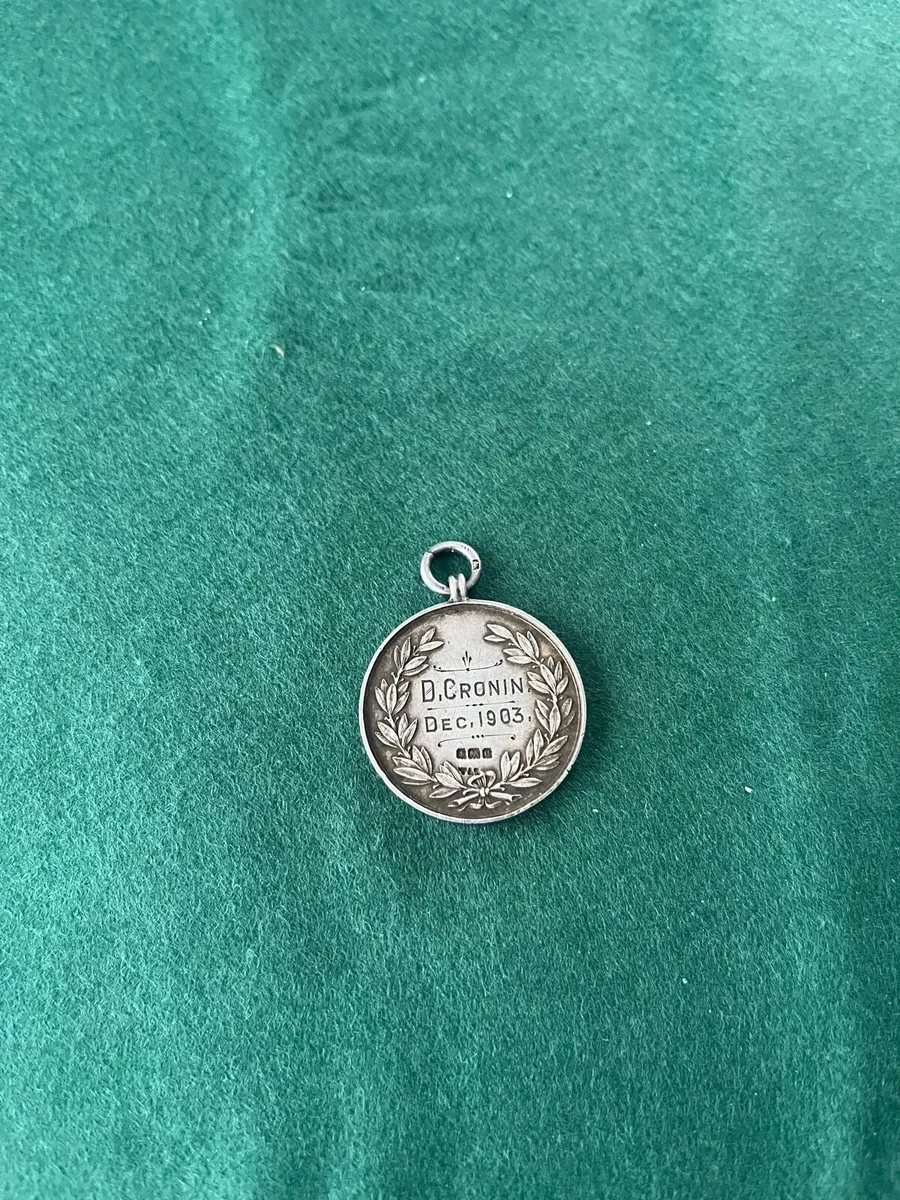 D. CRONIN.
DEC. 1903.